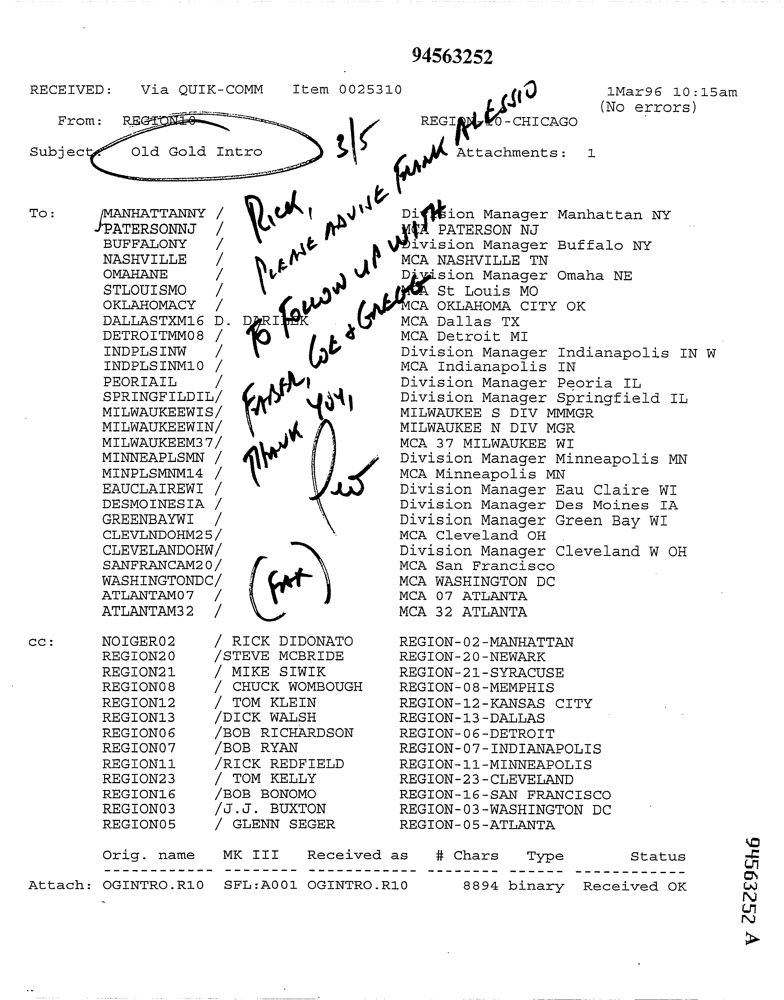 94563252
RECEIVED: Via QUIK-COMM Item 0025310 1Mar96 10:15am
(No errors)
From: REGION10 REGION-10-CHICAGO
Subject: Old Gold Intro Attachments: 1
3/5
RICK,
PLEASE ADVISE FRANK ALESSIO
TO FOLLOW UP WITH
FABER, COE & GREGG
THANK YOU,
(FAX)
To: MANHATTANNY / Division Manager Manhattan NY
PATERSONNJ / MCA PATERSON NJ
BUFFALONY / Division Manager Buffalo NY
NASHVILLE / MCA NASHVILLE TN
OMAHANE / Division Manager Omaha NE
STLOUISMO / MCA St Louis MO
OKLAHOMACY / MCA OKLAHOMA CITY OK
DALLASTXM16 D. DARILEK MCA Dallas TX
DETROITMM08 / MCA Detroit MI
INDPLSINW / Division Manager Indianapolis IN W
INDPLSINM10 / MCA Indianapolis IN
PEORIAIL / Division Manager Peoria IL
SPRINGFILDIL/ Division Manager Springfield IL
MILWAUKEEWIS/ MILWAUKEE S DIV MMMGR
MILWAUKEEWIN/ MILWAUKEE N DIV MGR
MILWAUKEEM37/ MCA 37 MILWAUKEE WI
MINNEAPLSMN / Division Manager Minneapolis MN
MINPLSMNM14 / MCA Minneapolis MN
EAUCLAIREWI / Division Manager Eau Claire WI
DESMOINESIA / Division Manager Des Moines IA
GREENBAYWI / Division Manager Green Bay WI
CLEVLNDOHM25/ MCA Cleveland OH
CLEVELANDOHW/ Division Manager Cleveland W OH
SANFRANCAM20/ MCA San Francisco
WASHINGTONDC/ MCA WASHINGTON DC
ATLANTAM07 / MCA 07 ATLANTA
ATLANTAM32 / MCA 32 ATLANTA
cc: NOIGER02 / RICK DIDONATO REGION-02-MANHATTAN
REGION20 /STEVE MCBRIDE REGION-20-NEWARK
REGION21 / MIKE SIWIK REGION-21-SYRACUSE
REGION08 / CHUCK WOMBOUGH REGION-08-MEMPHIS
REGION12 / TOM KLEIN REGION-12-KANSAS CITY
REGION13 /DICK WALSH REGION-13-DALLAS
REGION06 /BOB RICHARDSON REGION-06-DETROIT
REGION07 /BOB RYAN REGION-07-INDIANAPOLIS
REGION11 /RICK REDFIELD REGION-11-MINNEAPOLIS
REGION23 / TOM KELLY REGION-23-CLEVELAND
REGION16 /BOB BONOMO REGION-16-SAN FRANCISCO
REGION03 /J.J. BUXTON REGION-03-WASHINGTON DC
REGION05 / GLENN SEGER REGION-05-ATLANTA
Orig. name MK III Received as # Chars Type Status
Attach: OGINTRO.R10 SFL:A001 OGINTRO.R10 8894 binary Received OK
94563252 A